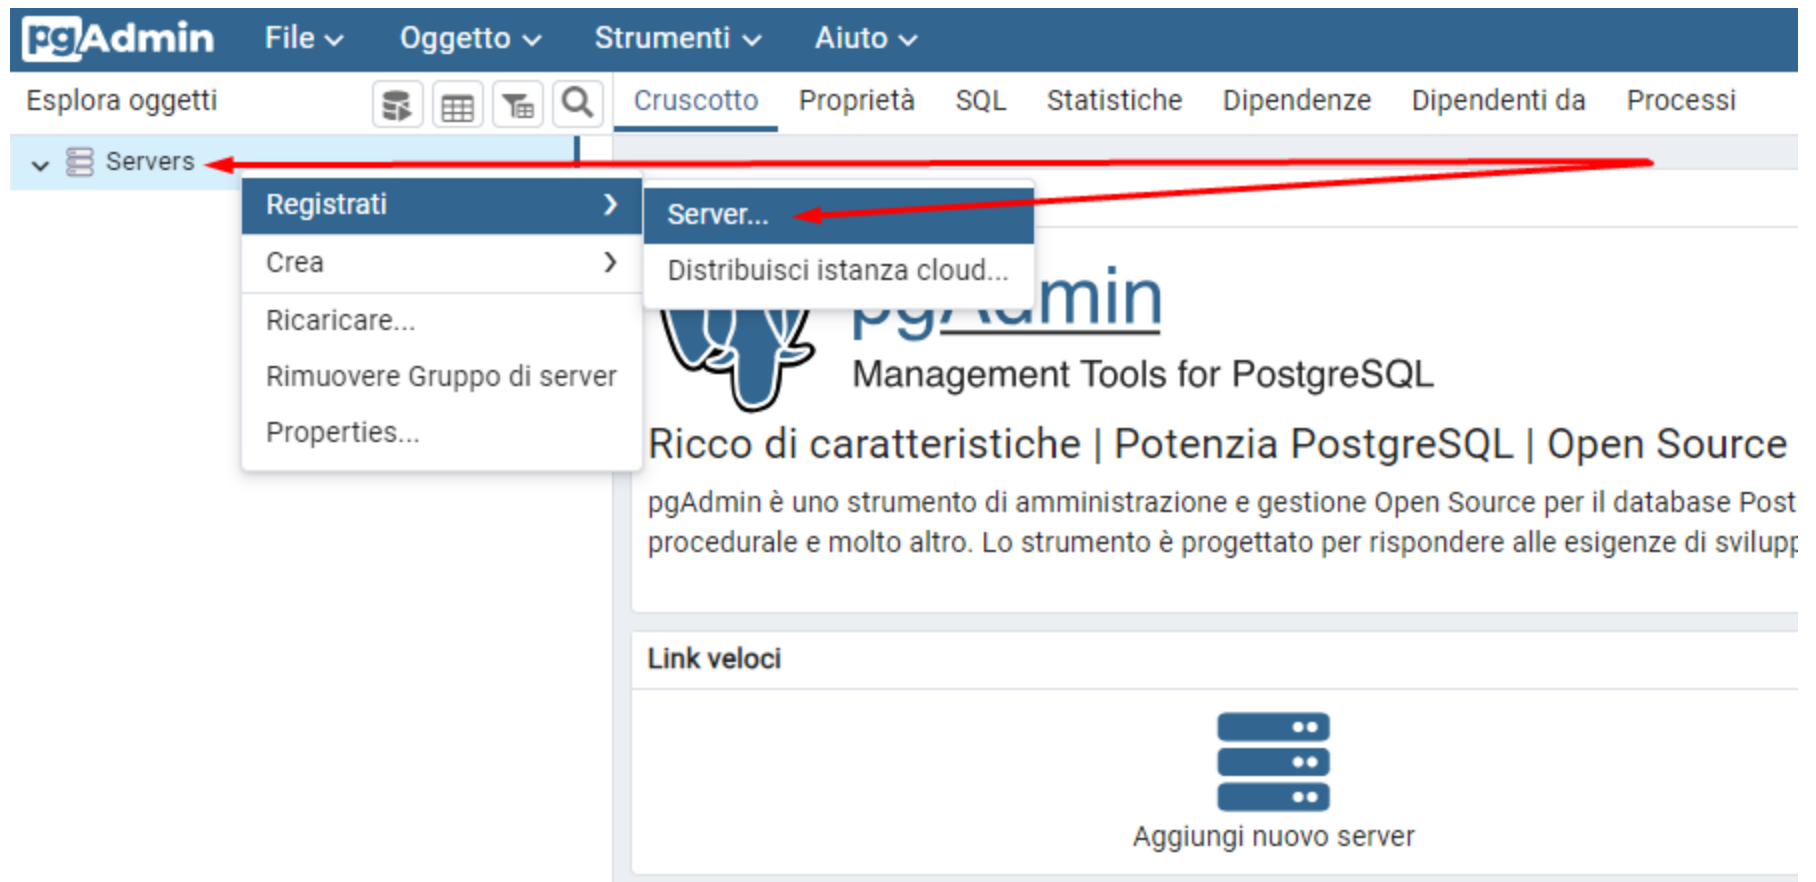 pgAdmin File Oggetto Strumenti Aiuto
Esplora oggetti
Cruscotto Proprietà SQL Statistiche Dipendenze Dipendenti da Processi
Servers
Registrati
Server...
Crea
Distribuisci istanza cloud...
Ricaricare...
Rimuovere Gruppo di server
Properties...
pgAdmin
Management Tools for PostgreSQL
Ricco di caratteristiche | Potenzia PostgreSQL | Open Source
pgAdmin è uno strumento di amministrazione e gestione Open Source per il database Post
procedurale e molto altro. Lo strumento è progettato per rispondere alle esigenze di svilupp
Link veloci
Aggiungi nuovo server